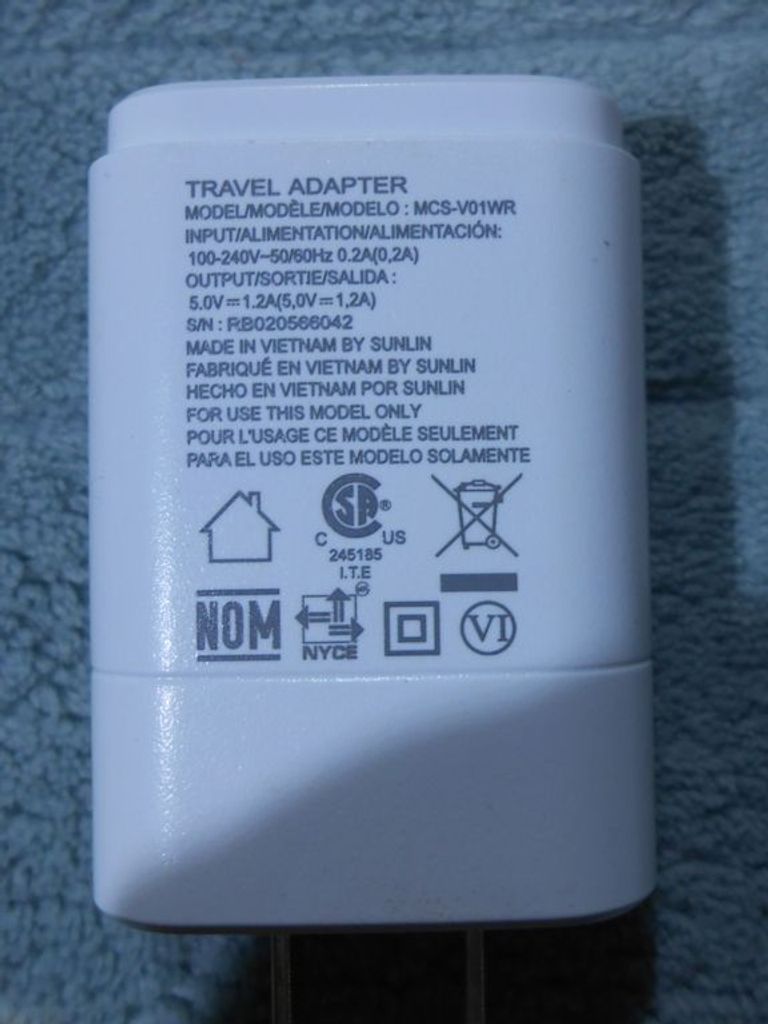 TRAVEL ADAPTER
MODEL/MODÈLE/MODELO : MCS-V01WR
INPUT/ALIMENTATION/ALIMENTACIÓN:
100-240V~50/60Hz 0.2A(0,2A)
OUTPUT/SORTIE/SALIDA :
5.0V⎓1.2A(5,0V⎓1,2A)
S/N : RB020566042
MADE IN VIETNAM BY SUNLIN
FABRIQUÉ EN VIETNAM BY SUNLIN
HECHO EN VIETNAM POR SUNLIN
FOR USE THIS MODEL ONLY
POUR L'USAGE CE MODÈLE SEULEMENT
PARA EL USO ESTE MODELO SOLAMENTE
CSA®
C US
245185
I.T.E
NOM NYCE VI